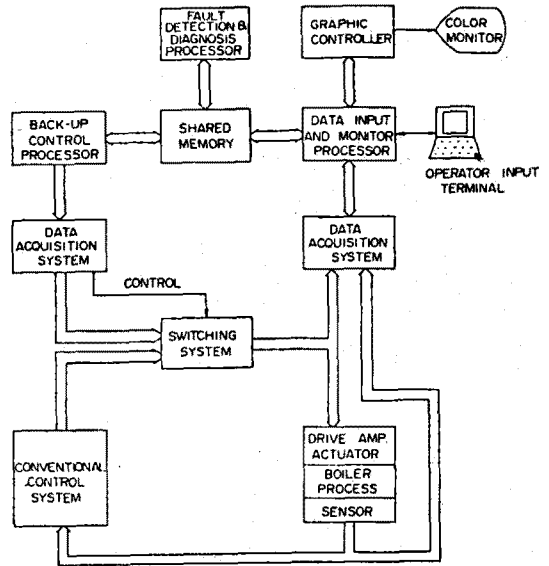 FAULT
DETECTION &
DIAGNOSIS
PROCESSOR
GRAPHIC
CONTROLLER
COLOR
MONITOR
BACK-UP
CONTROL
PROCESSOR
SHARED
MEMORY
DATA INPUT
AND MONITOR
PROCESSOR
OPERATOR INPUT
TERMINAL
DATA
ACQUISITION
SYSTEM
DATA
ACQUISITION
SYSTEM
CONTROL
SWITCHING
SYSTEM
CONVENTIONAL
CONTROL
SYSTEM
DRIVE AMP.
ACTUATOR
BOILER
PROCESS
SENSOR